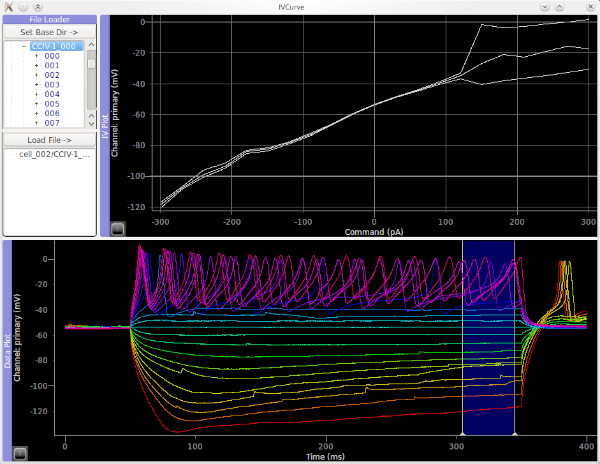 IVCurve
File Loader
Set Base Dir ->
CCIV-1_000
000
001
002
003
004
005
006
007
Load File ->
cell_002/CCIV-1_...
IV Plot
Channel: primary (mV)
0
-20
-40
-60
-80
-100
-120
-300
-200
-100
0
100
200
300
Command (pA)
Data Plot
Channel: primary (mV)
0
-20
-40
-60
-80
-100
-120
0
100
200
300
400
Time (ms)